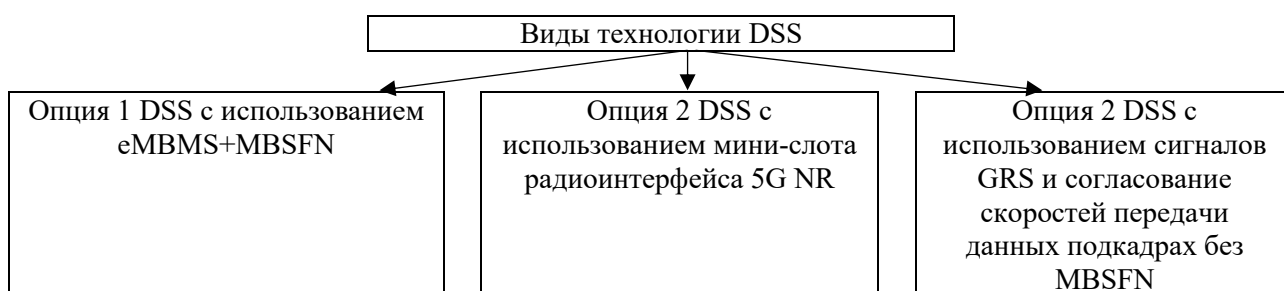 Виды технологии DSS
Опция 1 DSS с использованием
eMBMS+MBSFN
Опция 2 DSS с
использованием мини-слота
радиоинтерфейса 5G NR
Опция 2 DSS с
использованием сигналов
GRS и согласование
скоростей передачи
данных подкадрах без
MBSFN